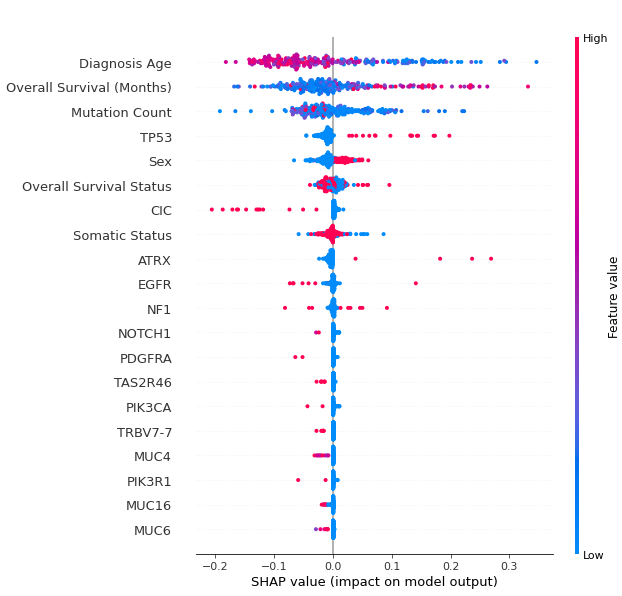 High
Diagnosis Age
Overall Survival (Months)
Mutation Count
TP53
Sex
Overall Survival Status
CIC
Somatic Status
ATRX
EGFR
NF1
NOTCH1
PDGFRA
TAS2R46
PIK3CA
TRBV7-7
MUC4
PIK3R1
MUC16
MUC6
Feature value
Low
−0.2 −0.1 0.0 0.1 0.2 0.3
SHAP value (impact on model output)